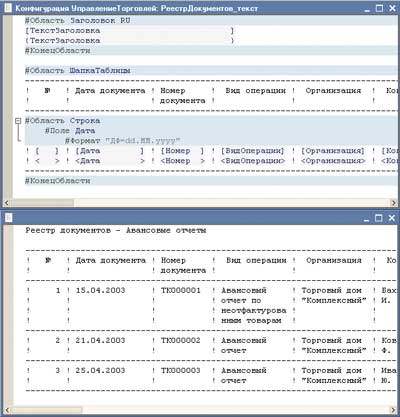 Конфигурация УправлениеТорговлей: РеестрДокументов_текст
#Область Заголовок RU
[ТекстЗаголовка ]
(ТекстЗаголовка )
#КонецОбласти
#Область ШапкаТаблицы
! № ! Дата документа ! Номер ! Вид операции ! Организация ! Ко
! ! ! документа ! ! !
#Область Строка
#Поле Дата
#Формат "ДФ=dd.MM.yyyy"
! [ ] ! [Дата ] ! [Номер ] ! [ВидОперации] ! [Организация] ! [Ко
! < > ! <Дата > ! <Номер > ! <ВидОперации> ! <Организация> ! <Ко
#КонецОбласти
Реестр документов - Авансовые отчеты
! № ! Дата документа ! Номер ! Вид операции ! Организация ! К
! ! ! документа ! ! !
! 1 ! 15.04.2003 ! ТК000001 ! Авансовый ! Торговый дом ! Бах
! ! ! ! отчет по ! "Комплексный" ! И.
! ! ! ! неотфактурова ! !
! ! ! ! нным товарам ! !
! 2 ! 21.04.2003 ! ТК000002 ! Авансовый ! Торговый дом ! Ков
! ! ! ! отчет ! "Комплексный" ! Ф.
! 3 ! 25.04.2003 ! ТК000003 ! Авансовый ! Торговый дом ! Ива
! ! ! ! отчет ! "Комплексный" ! Ю.